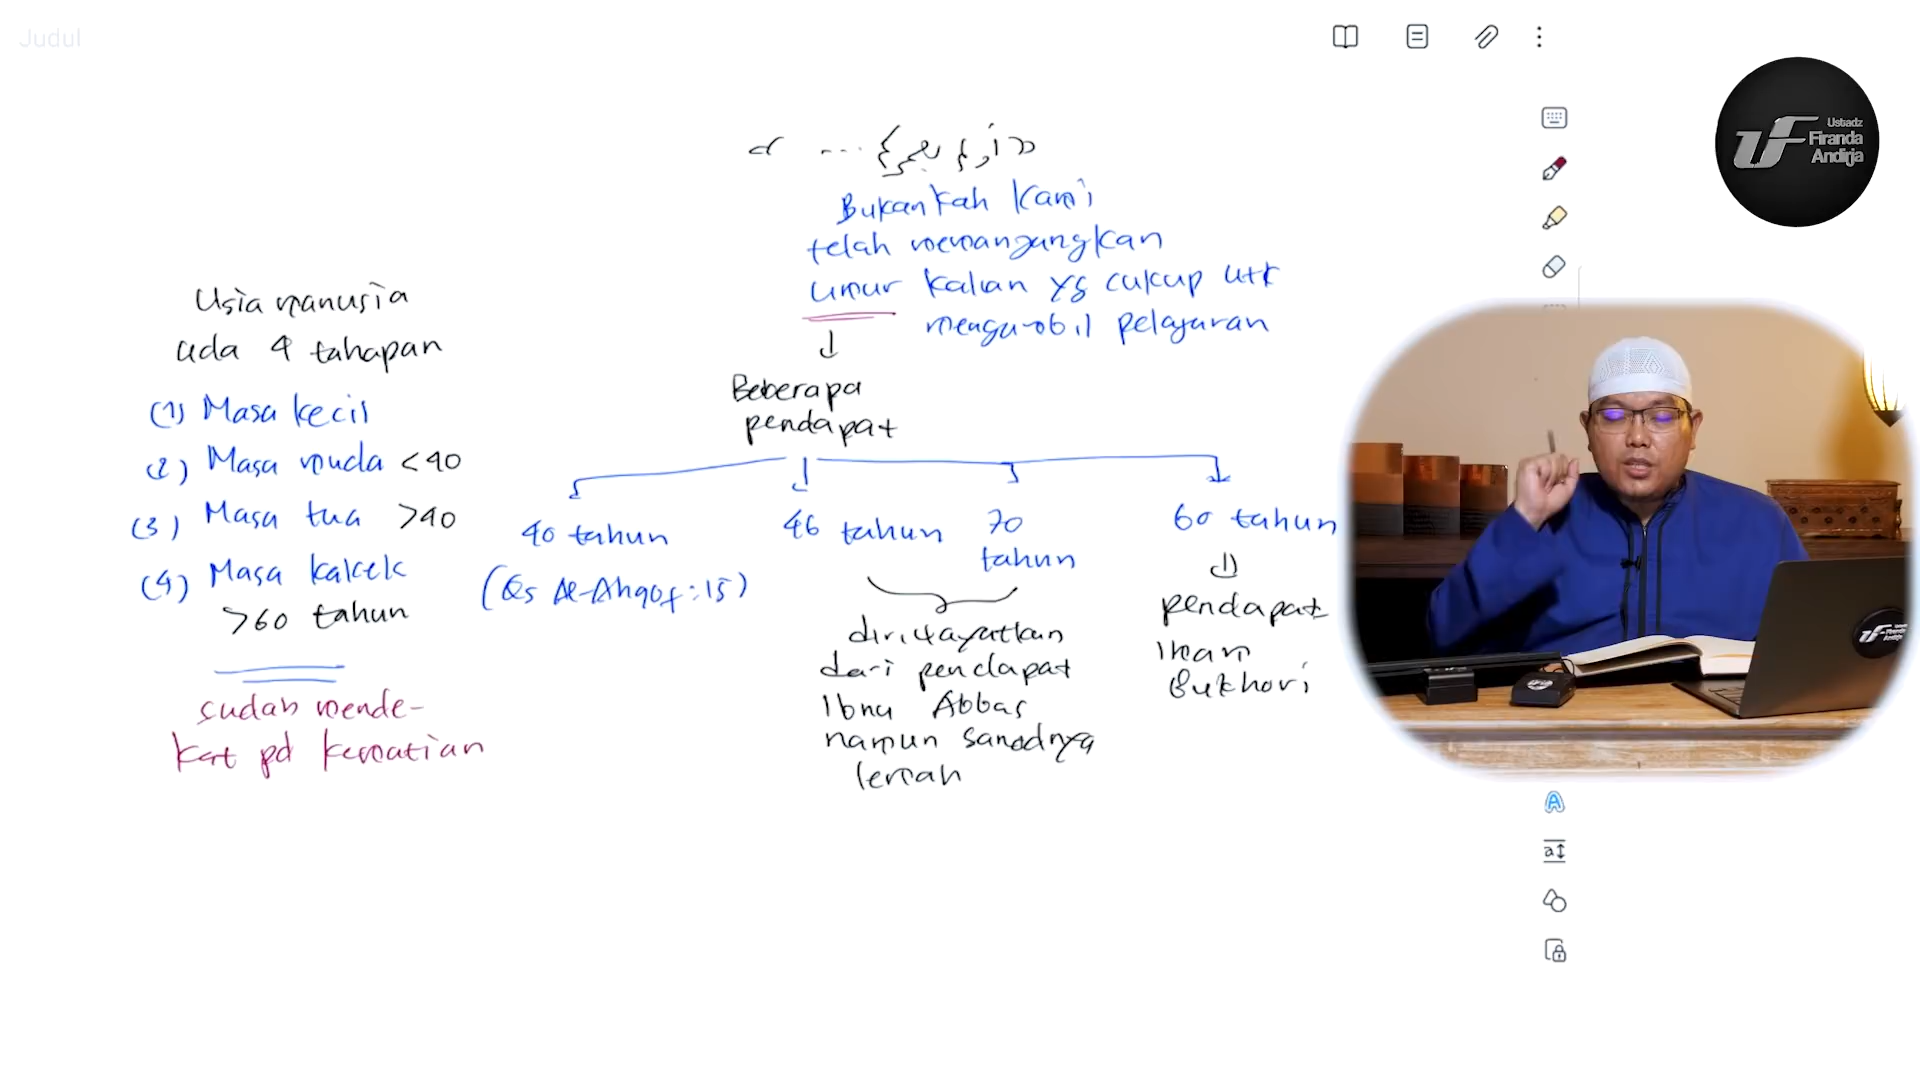 Judul
Ustadz
Firanda
Andirja
Bukankah Kami
telah memanjangkan
umur kalian yg cukup utk
mengambil pelajaran
Beberapa
pendapat
40 tahun
(Qs Al-Ahqof : 15)
46 tahun
70
tahun
diriwayatkan
dari pendapat
Ibnu Abbas
namun sanadnya
lemah
60 tahun
pendapat
Imam
Bukhori
Usia manusia
ada 4 tahapan
(1) Masa kecil
(2) Masa muda <40
(3) Masa tua >40
(4) Masa kakek
>60 tahun
sudah mende-
kat pd kematian